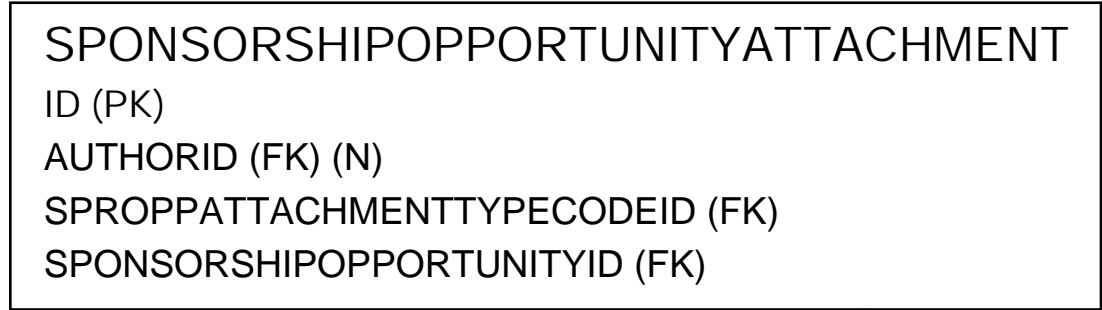 SPONSORSHIPOPPORTUNITYATTACHMENT
ID (PK)
AUTHORID (FK) (N)
SPROPPATTACHMENTTYPECODEID (FK)
SPONSORSHIPOPPORTUNITYID (FK)